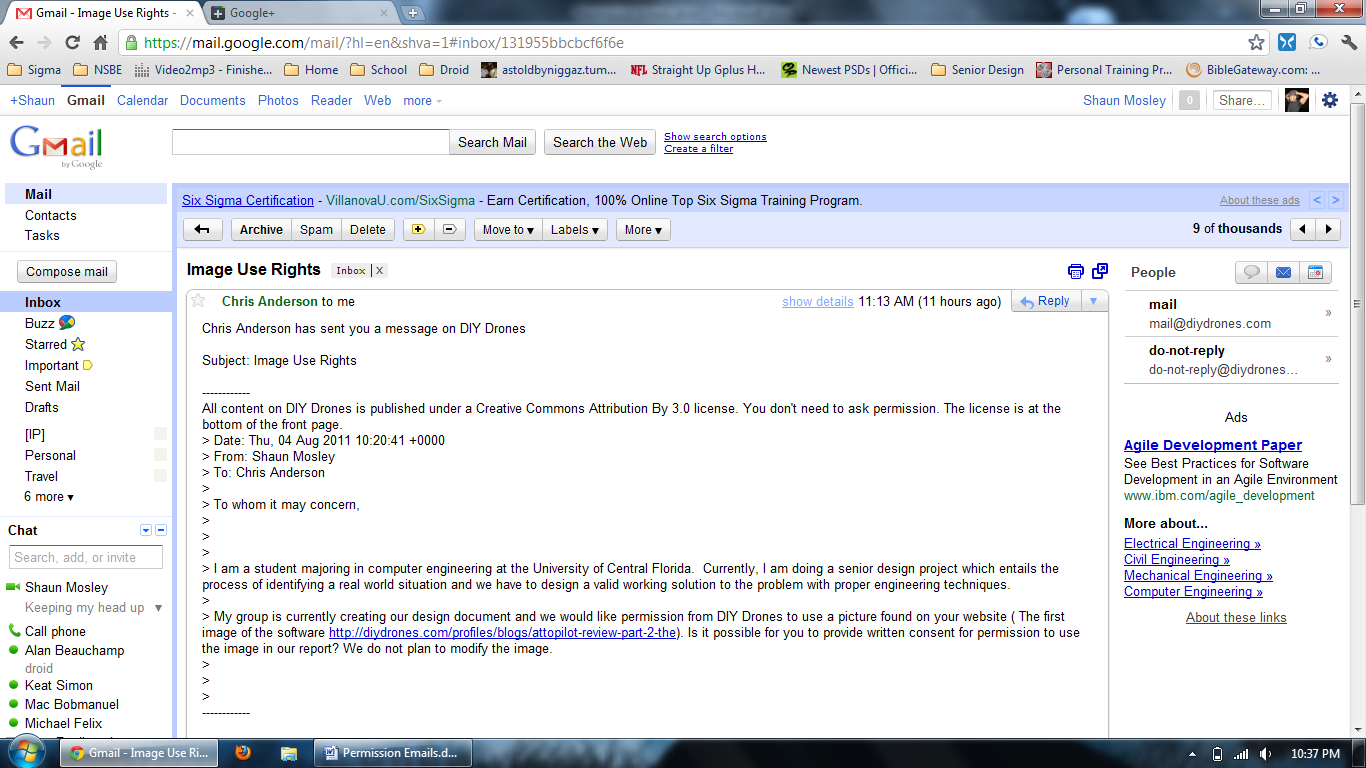 Gmail - Image Use Rights -
Google+
https://mail.google.com/mail/?hl=en&shva=1#inbox/131955bbcbcf6f6e
Sigma NSBE Video2mp3 - Finishe... Home School Droid astoldbyniggaz.tum... NFL Straight Up Gplus H... Newest PSDs | Offici... Senior Design Personal Training Pr... BibleGateway.com: ...
+Shaun Gmail Calendar Documents Photos Reader Web more
Shaun Mosley 0 Share...
Gmail
by Google
Search Mail Search the Web
Show search options
Create a filter
Mail
Contacts
Tasks
Compose mail
Inbox
Buzz
Starred
Important
Sent Mail
Drafts
[IP]
Personal
Travel
6 more ▾
Chat
Search, add, or invite
Shaun Mosley
Keeping my head up
Call phone
Alan Beauchamp
droid
Keat Simon
Mac Bobmanuel
Michael Felix
Six Sigma Certification - VillanovaU.com/SixSigma - Earn Certification, 100% Online Top Six Sigma Training Program.
About these ads < >
Archive Spam Delete Move to ▾ Labels ▾ More ▾
9 of thousands
Image Use Rights Inbox | X
Chris Anderson to me
show details 11:13 AM (11 hours ago) Reply
Chris Anderson has sent you a message on DIY Drones
Subject: Image Use Rights
------------
All content on DIY Drones is published under a Creative Commons Attribution By 3.0 license. You don't need to ask permission. The license is at the
bottom of the front page.
> Date: Thu, 04 Aug 2011 10:20:41 +0000
> From: Shaun Mosley
> To: Chris Anderson
>
> To whom it may concern,
>
>
>
> I am a student majoring in computer engineering at the University of Central Florida.  Currently, I am doing a senior design project which entails the
process of identifying a real world situation and we have to design a valid working solution to the problem with proper engineering techniques.
>
> My group is currently creating our design document and we would like permission from DIY Drones to use a picture found on your website ( The first
image of the software http://diydrones.com/profiles/blogs/attopilot-review-part-2-the). Is it possible for you to provide written consent for permission to use
the image in our report? We do not plan to modify the image.
>
>
>
------------
People
mail »
mail@diydrones.com
do-not-reply »
do-not-reply@diydrones...
Ads
Agile Development Paper
See Best Practices for Software
Development in an Agile Environment
www.ibm.com/agile_development
More about...
Electrical Engineering »
Civil Engineering »
Mechanical Engineering »
Computer Engineering »
About these links
Gmail - Image Use Ri...
Permission Emails.d...
10:37 PM